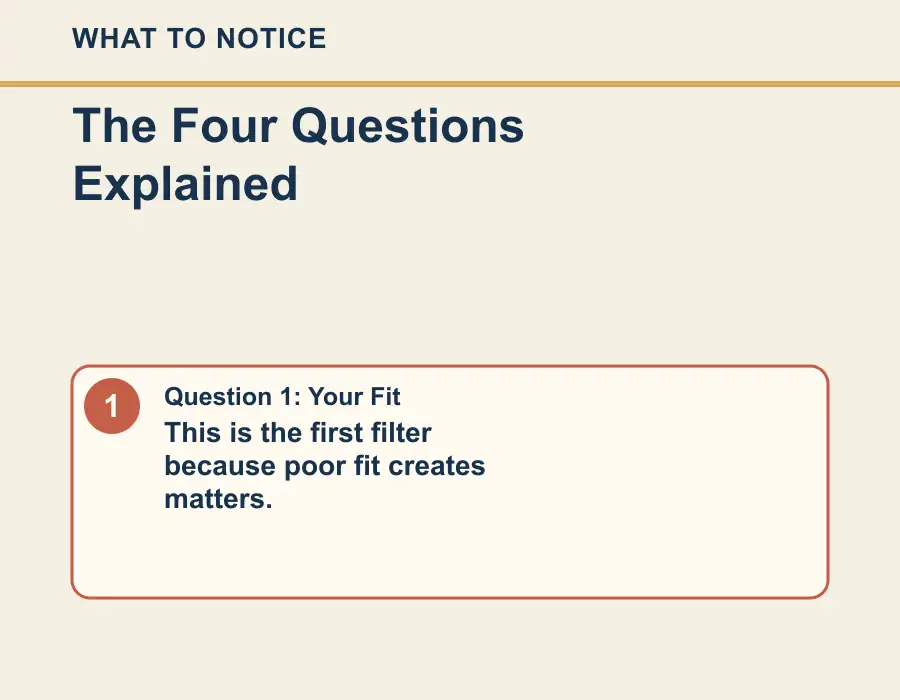 WHAT TO NOTICE
The Four Questions
Explained
1
Question 1: Your Fit
This is the first filter
because poor fit creates
matters.